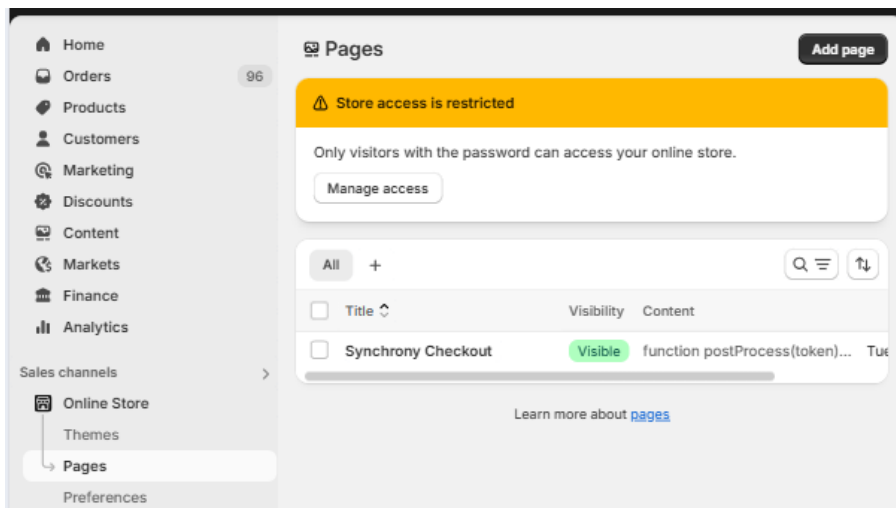 Home
Orders 96
Products
Customers
Marketing
Discounts
Content
Markets
Finance
Analytics
Sales channels
Online Store
Themes
Pages
Preferences
Pages
Add page
Store access is restricted
Only visitors with the password can access your online store.
Manage access
All +
Title Visibility Content
Synchrony Checkout Visible function postProcess(token)... Tue
Learn more about pages